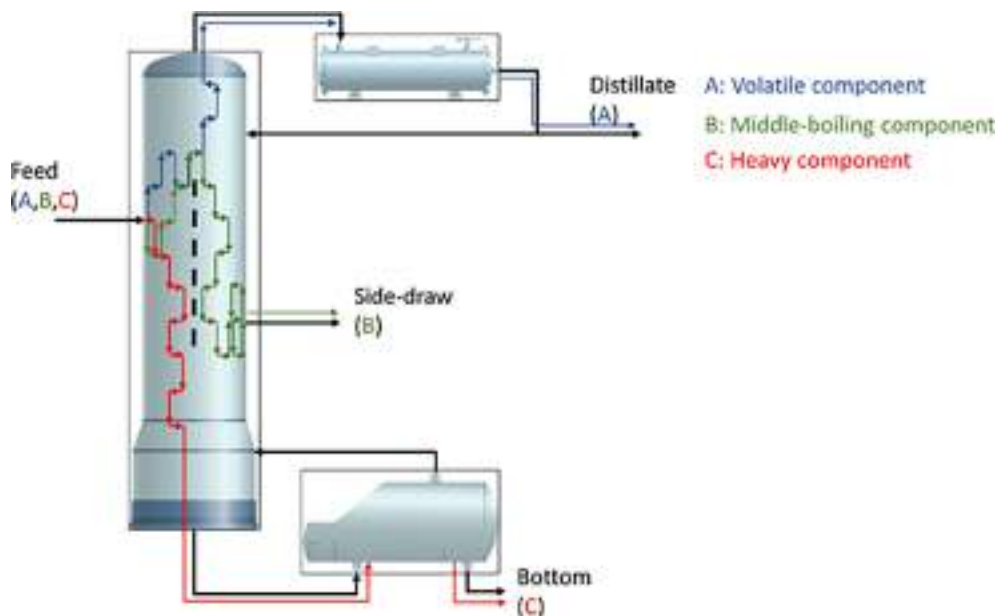 Distillate
(A)
A: Volatile component
B: Middle-boiling component
C: Heavy component
Feed
(A,B,C)
Side-draw
(B)
Bottom
(C)